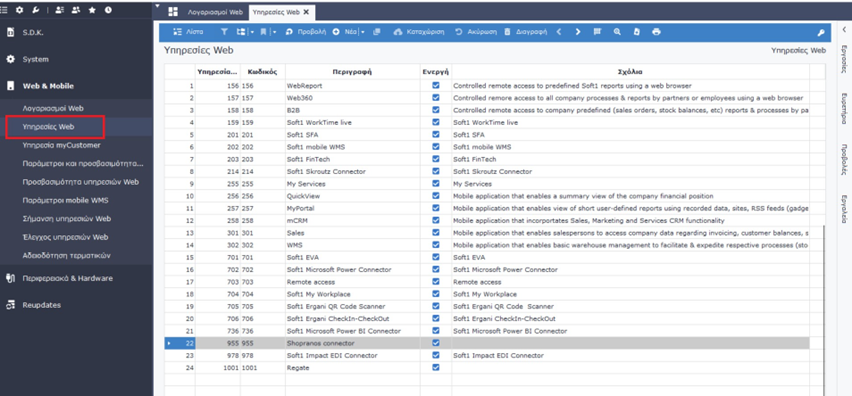 Λογαριασμοί Web
Υπηρεσίες Web
S.D.K.
System
Web & Mobile
Λογαριασμοί Web
Υπηρεσίες Web
Υπηρεσία myCustomer
Παράμετροι και προσβασιμότητα...
Προσβασιμότητα υπηρεσιών Web
Παράμετροι mobile WMS
Σήμανση υπηρεσιών Web
Έλεγχος υπηρεσιών Web
Αδειοδότηση τερματικών
Περιφερειακά & Hardware
Reupdates
Λίστα Προβολή Νέα Καταχώριση Ακύρωση Διαγραφή
Υπηρεσίες Web Υπηρεσίες Web
Υπηρεσία... Κωδικός Περιγραφή Ενεργή Σχόλια
1 156 156 WebReport Controlled remote access to predefined Soft1 reports using a web browser
2 157 157 Web360 Controlled remote access to all company processes & reports by partners or employees using a web browser
3 158 158 B2B Controlled remote access to company predefined (sales orders, stock balances, etc) reports & processes by pa
4 159 159 Soft1 WorkTime live Soft1 WorkTime live
5 201 201 Soft1 SFA Soft1 SFA
6 202 202 Soft1 mobile WMS Soft1 mobile WMS
7 203 203 Soft1 FinTech Soft1 FinTech
8 214 214 Soft1 Skroutz Connector Soft1 Skroutz Connector
9 255 255 My Services My Services
10 256 256 QuickView Mobile application that enables a summary view of the company financial position
11 257 257 MyPortal Mobile application that enables view of short user-defined reports using recorded data, sites, RSS feeds (gadge
12 258 258 mCRM Mobile application that incorportates Sales, Marketing and Services CRM functionality
13 301 301 Sales Mobile application that enables salespersons to access company data regarding invoicing, customer balances, s
14 302 302 WMS Mobile application that enables basic warehouse management to facilitate & expedite respective processes (sto
15 701 701 Soft1 EVA Soft1 EVA
16 702 702 Soft1 Microsoft Power Connector Soft1 Microsoft Power Connector
17 703 703 Remote access Remote access
18 704 704 Soft1 My Workplace Soft1 My Workplace
19 705 705 Soft1 Ergani QR Code Scanner Soft1 Ergani QR Code Scanner
20 706 706 Soft1 Ergani CheckIn-CheckOut Soft1 Ergani CheckIn-CheckOut
21 736 736 Soft1 Microsoft Power BI Connector Soft1 Microsoft Power BI Connector
22 955 955 Shopranos connector
23 978 978 Soft1 Impact EDI Connector Soft1 Impact EDI Connector
24 1001 1001 Regate
Εργασίες
Ευρετήρια
Προβολές
Εργαλεία